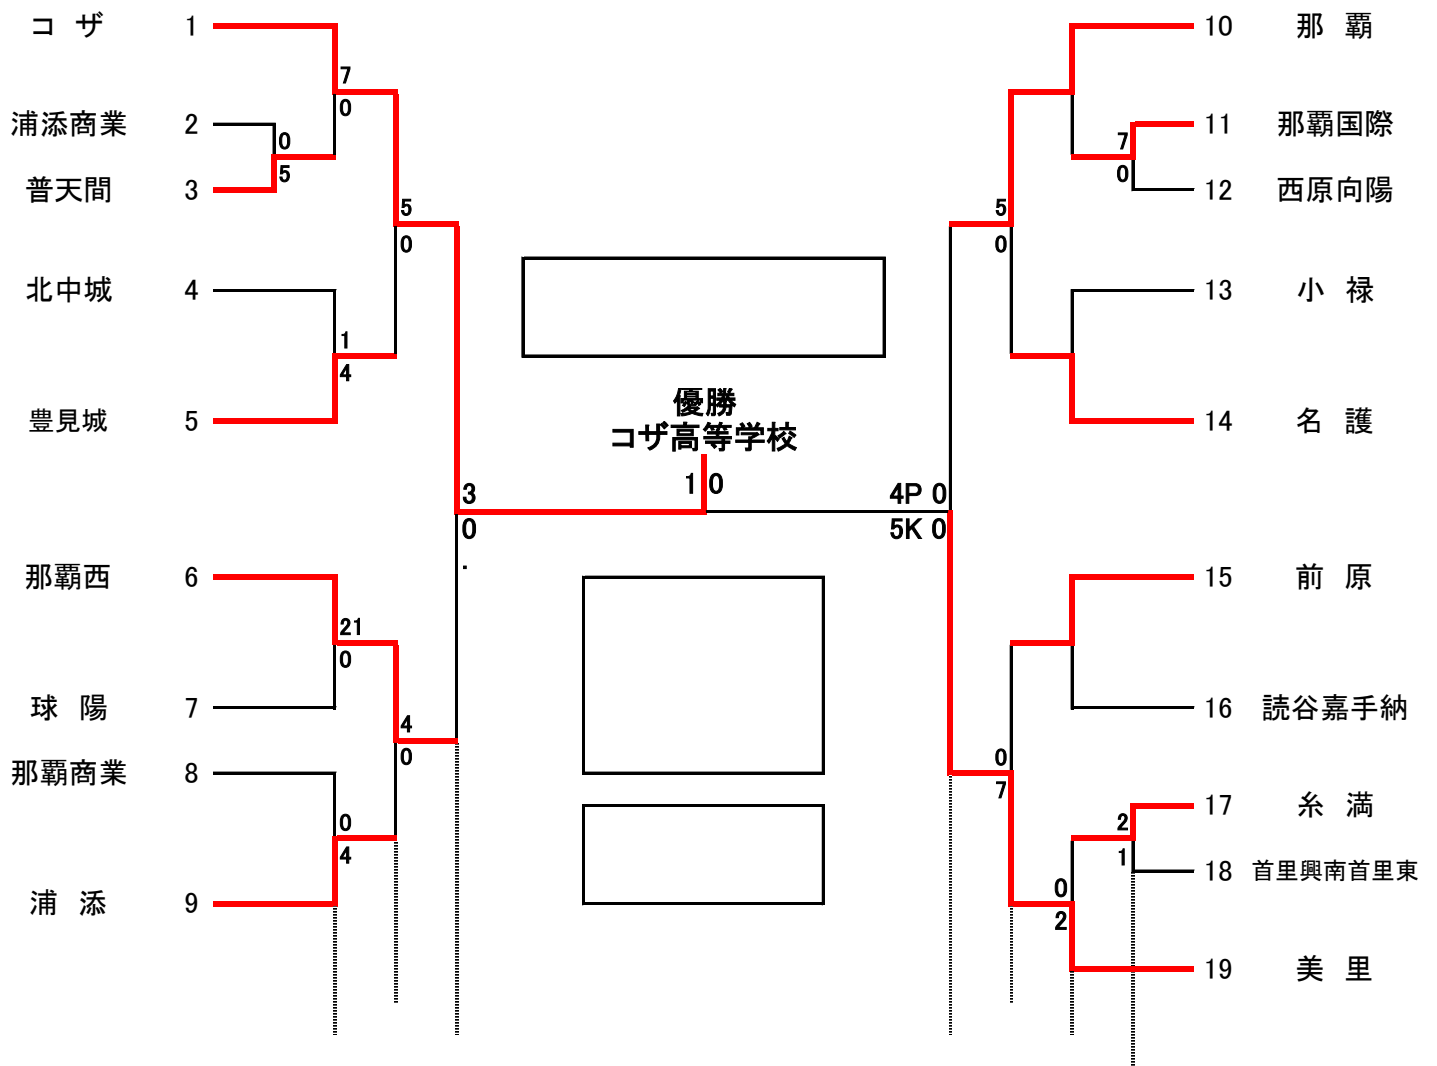 コ ザ 1
7
0
浦添商業 2
0
5
普天間 3
5
0
北中城 4
1
4
豊見城 5
3
0
.
那覇西 6
21
0
球 陽 7
4
0
那覇商業 8
0
4
浦 添 9
優勝
コザ高等学校
1 0
4P 0
5K 0
10 那 覇
11 那覇国際
7
0
12 西原向陽
5
0
13 小 禄
14 名 護
15 前 原
16 読谷嘉手納
0
7
17 糸 満
2
1
18 首里興南首里東
0
2
19 美 里